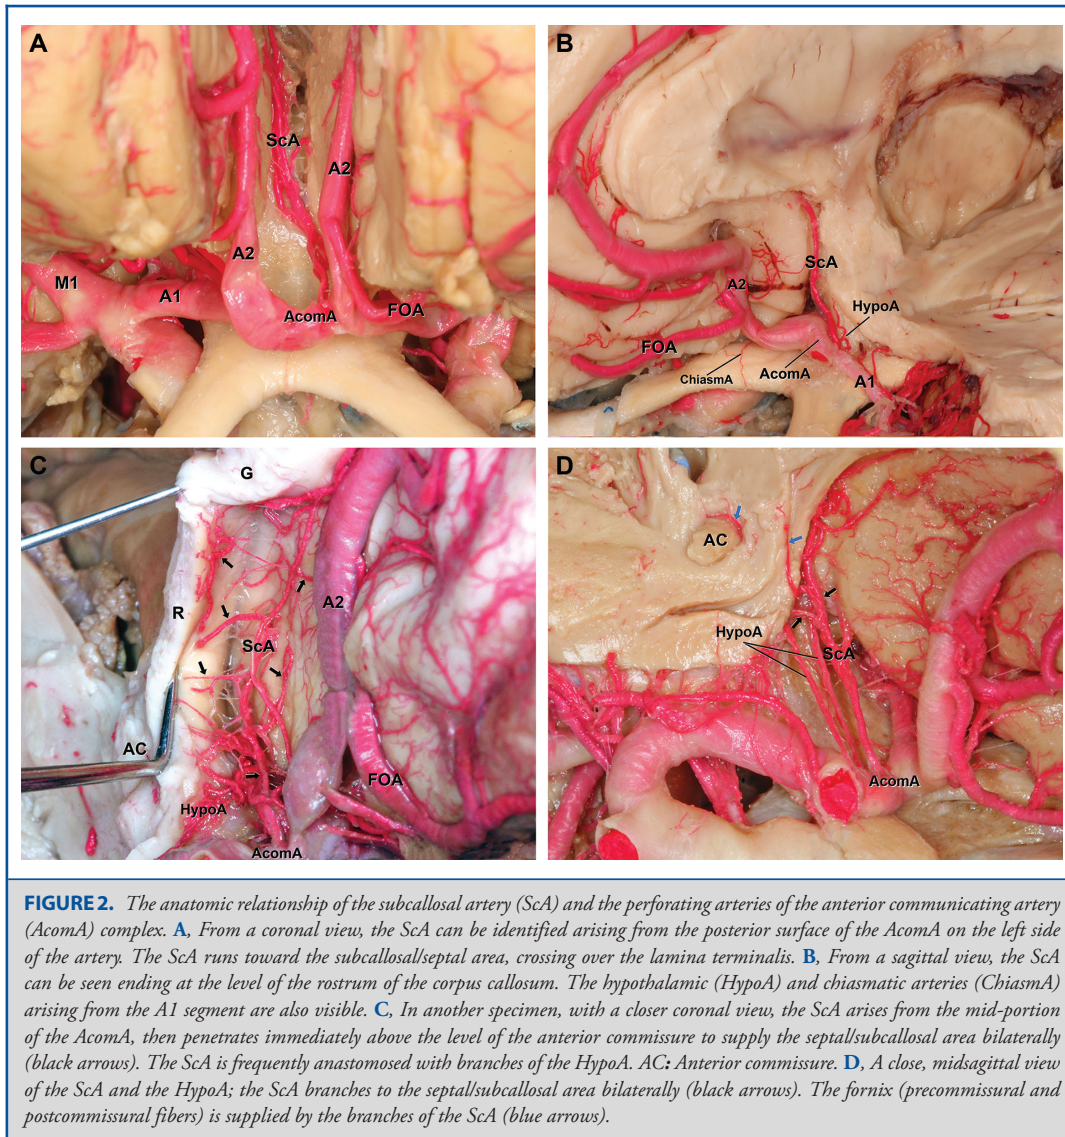 A
ScA
A2
A2
M1
A1
AcomA
FOA
B
ScA
A2
HypoA
FOA
ChiasmA
AcomA
A1
C
G
A2
R
ScA
AC
FOA
HypoA
AcomA
D
AC
HypoA
ScA
AcomA
FIGURE 2. The anatomic relationship of the subcallosal artery (ScA) and the perforating arteries of the anterior communicating artery
(AcomA) complex. A, From a coronal view, the ScA can be identified arising from the posterior surface of the AcomA on the left side
of the artery. The ScA runs toward the subcallosal/septal area, crossing over the lamina terminalis. B, From a sagittal view, the ScA
can be seen ending at the level of the rostrum of the corpus callosum. The hypothalamic (HypoA) and chiasmatic arteries (ChiasmA)
arising from the A1 segment are also visible. C, In another specimen, with a closer coronal view, the ScA arises from the mid-portion
of the AcomA, then penetrates immediately above the level of the anterior commissure to supply the septal/subcallosal area bilaterally
(black arrows). The ScA is frequently anastomosed with branches of the HypoA. AC: Anterior commissure. D, A close, midsagittal view
of the ScA and the HypoA; the ScA branches to the septal/subcallosal area bilaterally (black arrows). The fornix (precommissural and
postcommissural fibers) is supplied by the branches of the ScA (blue arrows).